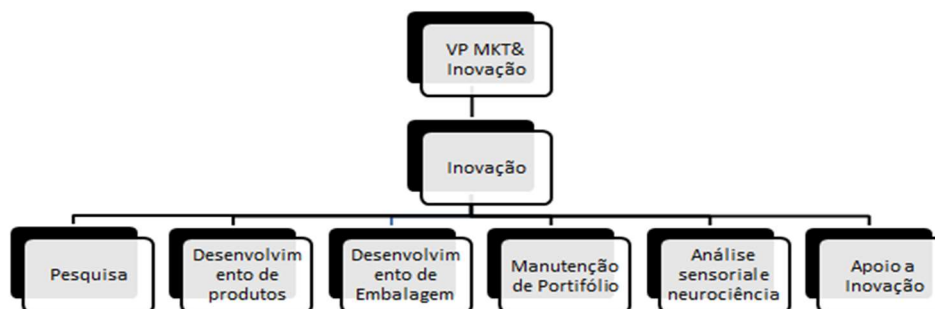 VP MKT&
Inovação
Inovação
Pesquisa
Desenvolvim
ento de
produtos
Desenvolvim
ento de
Embalagem
Manutenção
de Portifólio
Análise
sensoriale
neurociência
Apoio a
Inovação